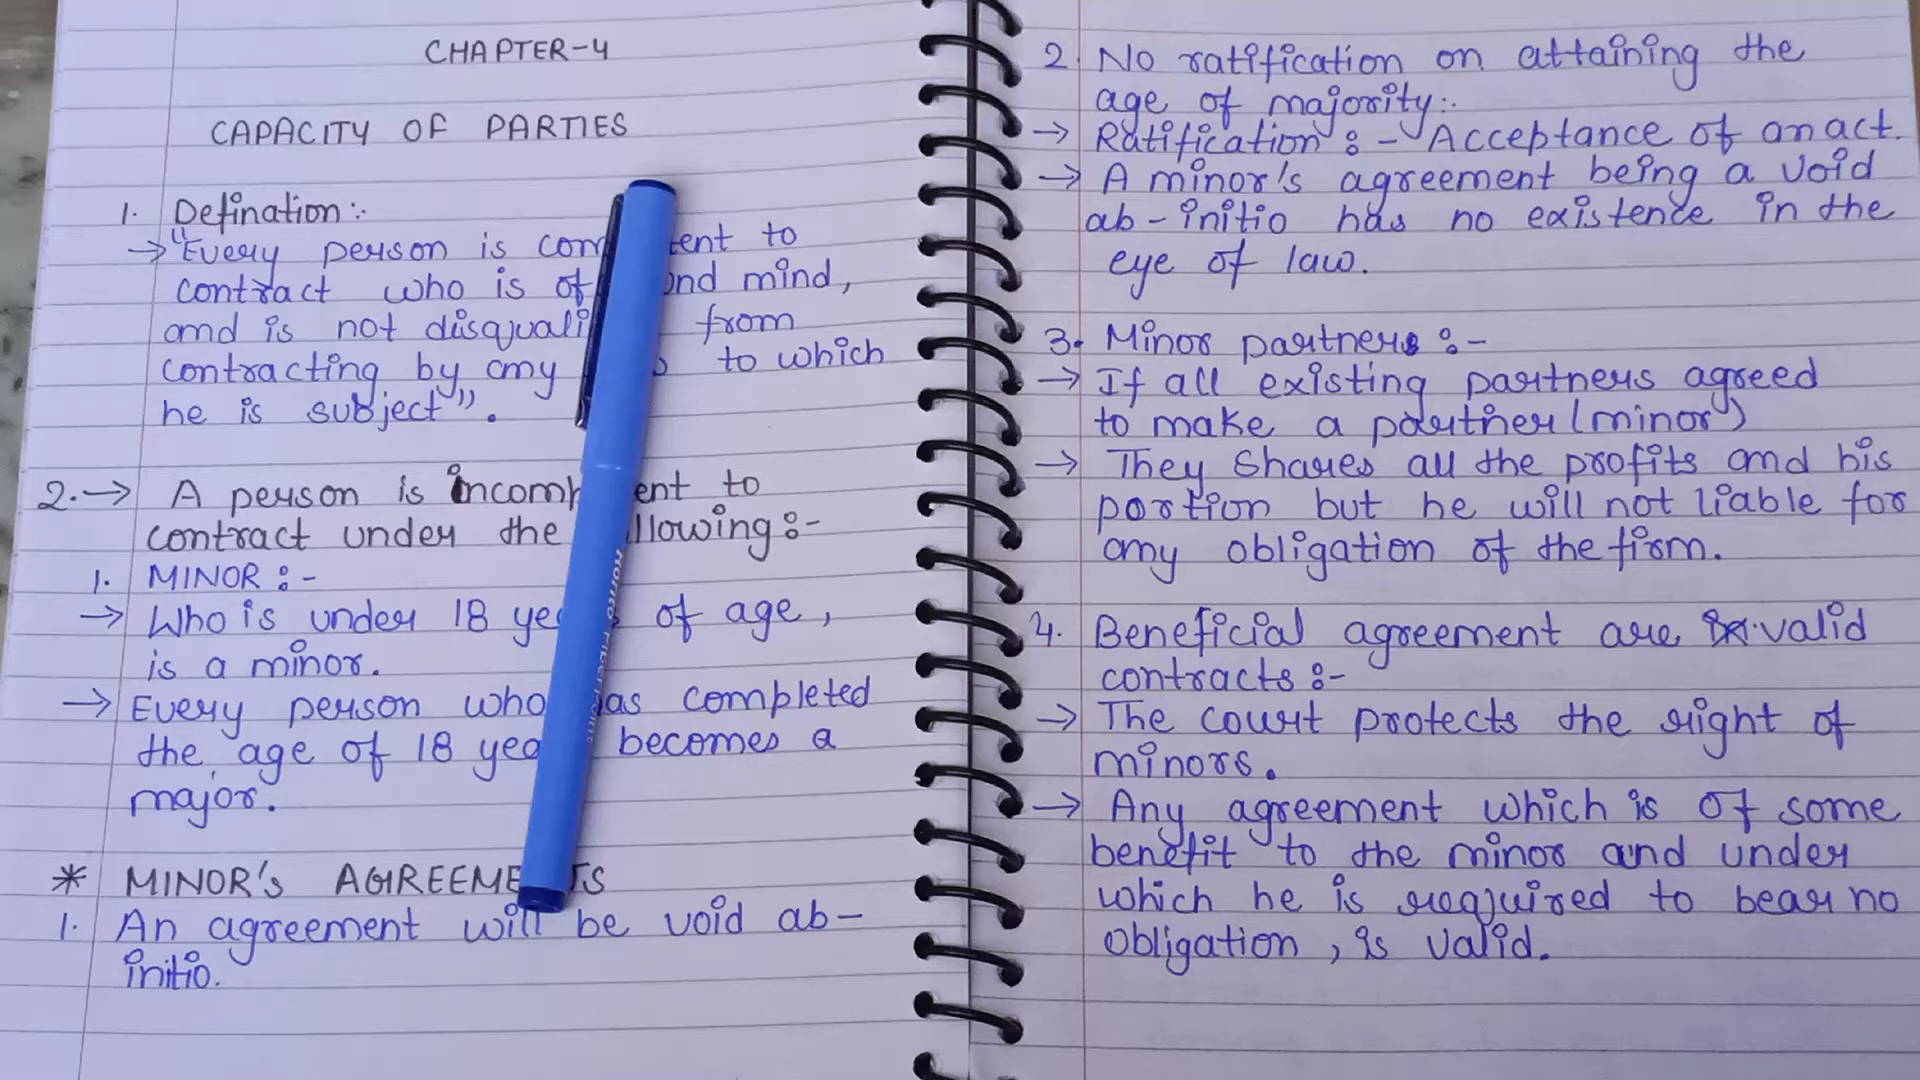 CHAPTER-4
CAPACITY OF PARTIES
1. Defination:-
→ "Every person is com tent to
contract who is of nd mind,
and is not disquali from
contracting by any to which
he is subject".
2.→ A person is incomp ent to
contract under the llowing:-
1. MINOR:-
→ Who is under 18 ye of age,
is a minor.
→ Every person who as completed
the age of 18 yea becomes a
major.
* MINOR's AGREEME TS
1. An agreement will be void ab-
initio.
2. No ratification on attaining the
age of majority:-
→ Ratification:- Acceptance of an act.
→ A minor's agreement being a void
ab-initio has no existence in the
eye of law.
3. Minor partners:-
→ If all existing partners agreed
to make a partner (minor)
→ They Shares all the profits and his
portion but he will not liable for
any obligation of the firm.
4. Beneficial agreement are valid
contracts:-
→ The court protects the right of
minors.
→ Any agreement which is of some
benefit to the minor and under
which he is required to bear no
obligation, is valid.